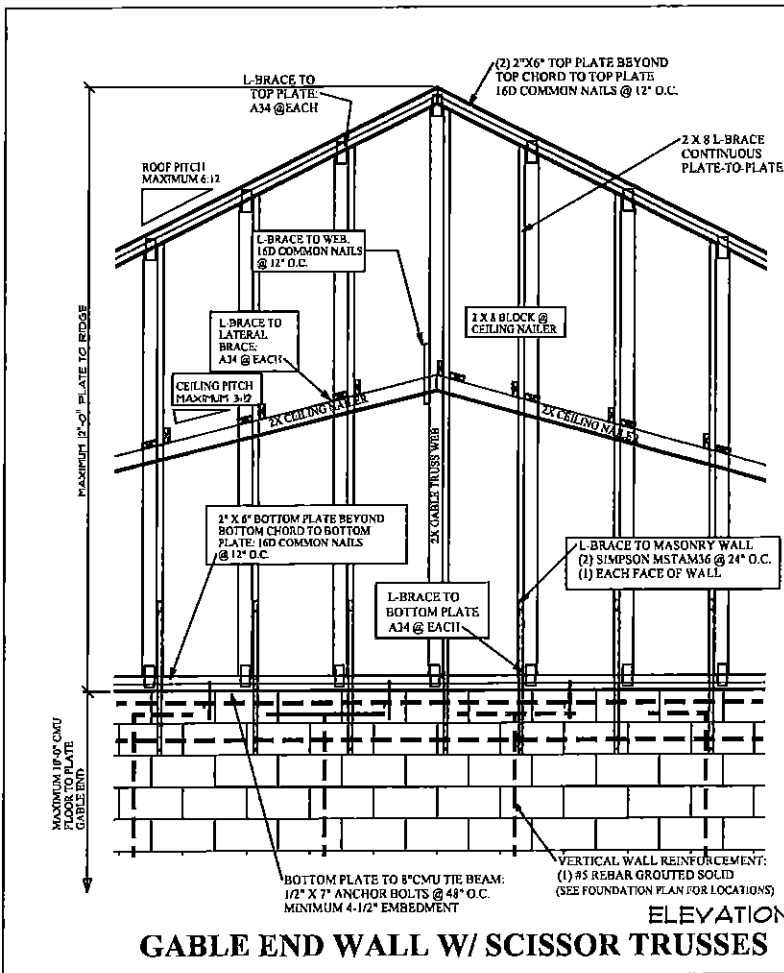 (2) 2"X6" TOP PLATE BEYOND
TOP CHORD TO TOP PLATE
16D COMMON NAILS @ 12" O.C.
L-BRACE TO
TOP PLATE:
A34 @EACH
2 X 8 L-BRACE
CONTINUOUS
PLATE-TO-PLATE
ROOF PITCH
MAXIMUM 6:12
L-BRACE TO WEB:
16D COMMON NAILS
@ 12" O.C.
L-BRACE TO
LATERAL
BRACE:
A34 @ EACH
2 X 8 BLOCK @
CEILING NAILER
CEILING PITCH
MAXIMUM 3:12
2X CEILING NAILER
2X CEILING NAILER
MAXIMUM 12'-0" PLATE TO RIDGE
2X GABLE TRUSS WEB
2" X 6" BOTTOM PLATE BEYOND
BOTTOM CHORD TO BOTTOM
PLATE: 16D COMMON NAILS
@ 12" O.C.
L-BRACE TO MASONRY WALL
(2) SIMPSON MSTAM36 @ 24" O.C.
(1) EACH FACE OF WALL
L-BRACE TO
BOTTOM PLATE
A34 @ EACH
MAXIMUM 10'-0" CMU
FLOOR TO PLATE
GABLE END
BOTTOM PLATE TO 8"CMU TIE BEAM:
1/2" X 7" ANCHOR BOLTS @ 48" O.C.
MINIMUM 4-1/2" EMBEDMENT
VERTICAL WALL REINFORCEMENT:
(1) #5 REBAR GROUTED SOLID
(SEE FOUNDATION PLAN FOR LOCATIONS)
ELEVATION
GABLE END WALL W/ SCISSOR TRUSSES